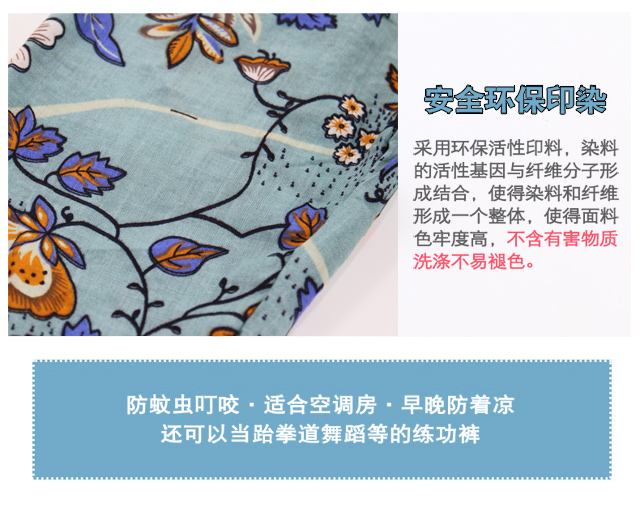 安全环保印染
采用环保活性印料，染料
的活性基因与纤维分子形
成结合，使得染料和纤维
形成一个整体，使得面料
色牢度高，不含有害物质
洗涤不易褪色。
防蚊虫叮咬·适合空调房·早晚防着凉
还可以当跆拳道舞蹈等的练功裤